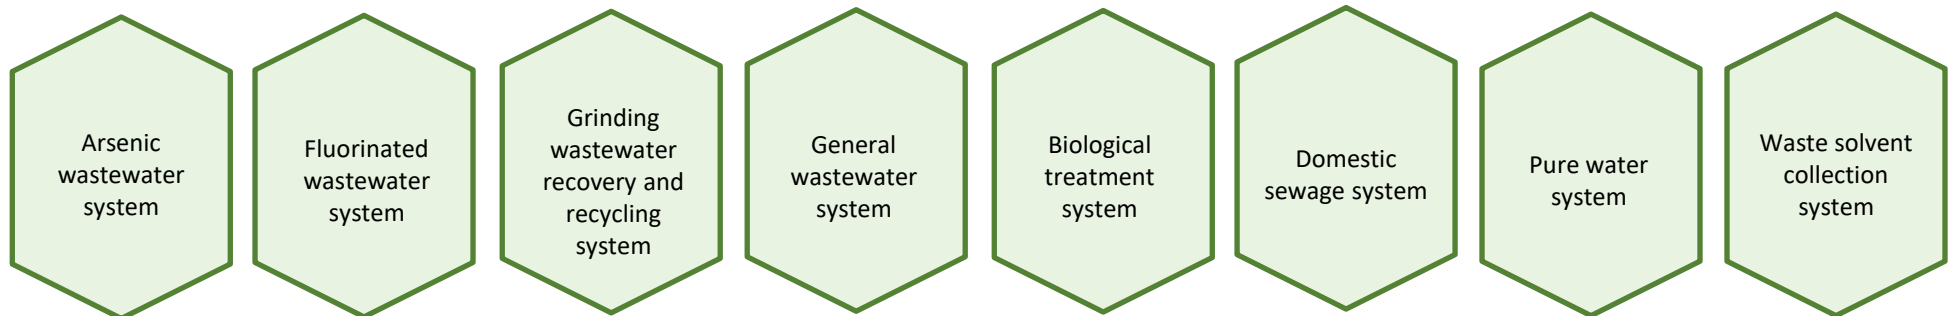 Arsenic
wastewater
system
Fluorinated
wastewater
system
Grinding
wastewater
recovery and
recycling
system
General
wastewater
system
Biological
treatment
system
Domestic
sewage system
Pure water
system
Waste solvent
collection
system